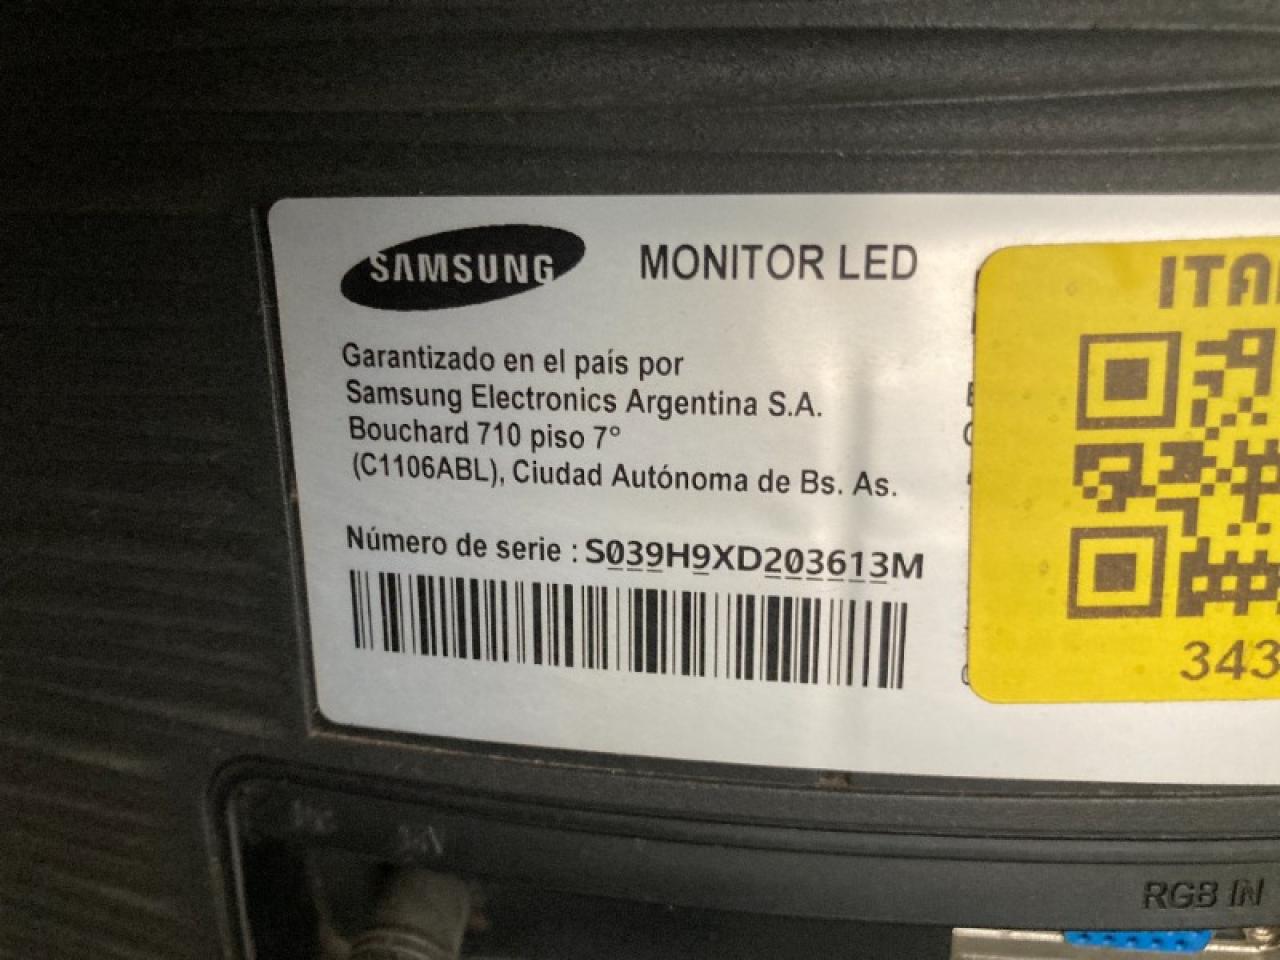 SAMSUNG
MONITOR LED
Garantizado en el país por
Samsung Electronics Argentina S.A.
Bouchard 710 piso 7°
(C1106ABL), Ciudad Autónoma de Bs. As.
Número de serie : S039H9XD203613M
ITA
343
RGB IN